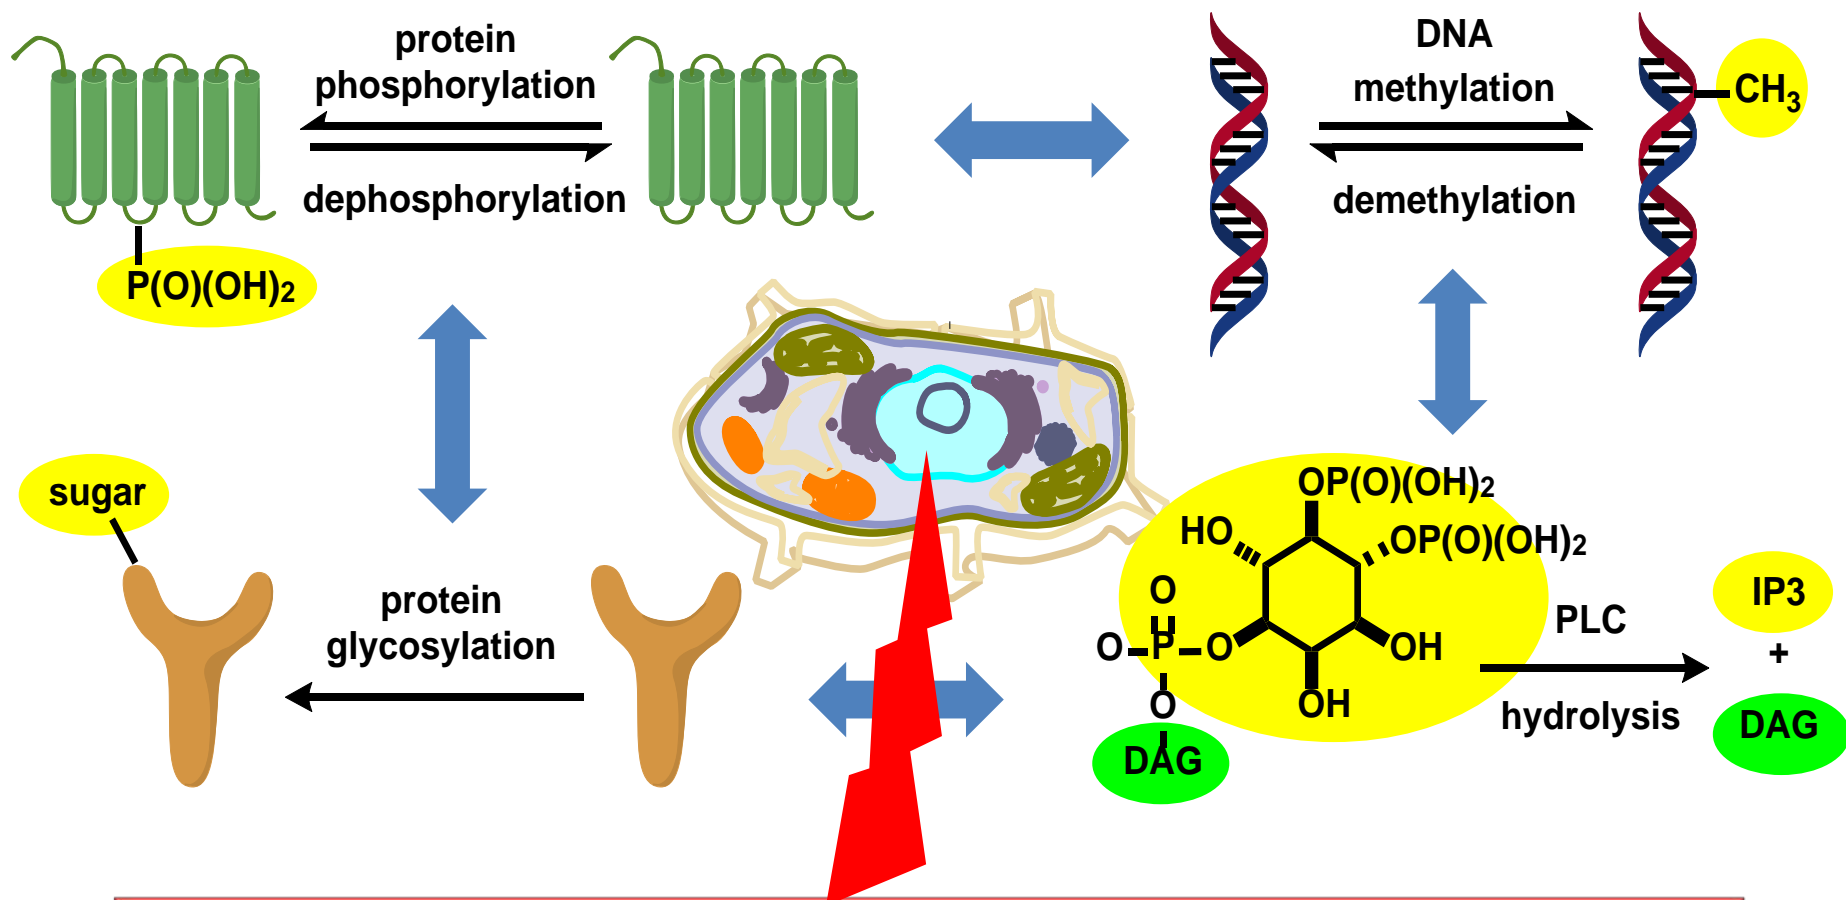 protein
phosphorylation
dephosphorylation
P(O)(OH)2
DNA
methylation
demethylation
CH3
sugar
protein
glycosylation
OP(O)(OH)2
HO
OP(O)(OH)2
O
O
P
O
OH
O
OH
DAG
PLC
hydrolysis
IP3
+
DAG